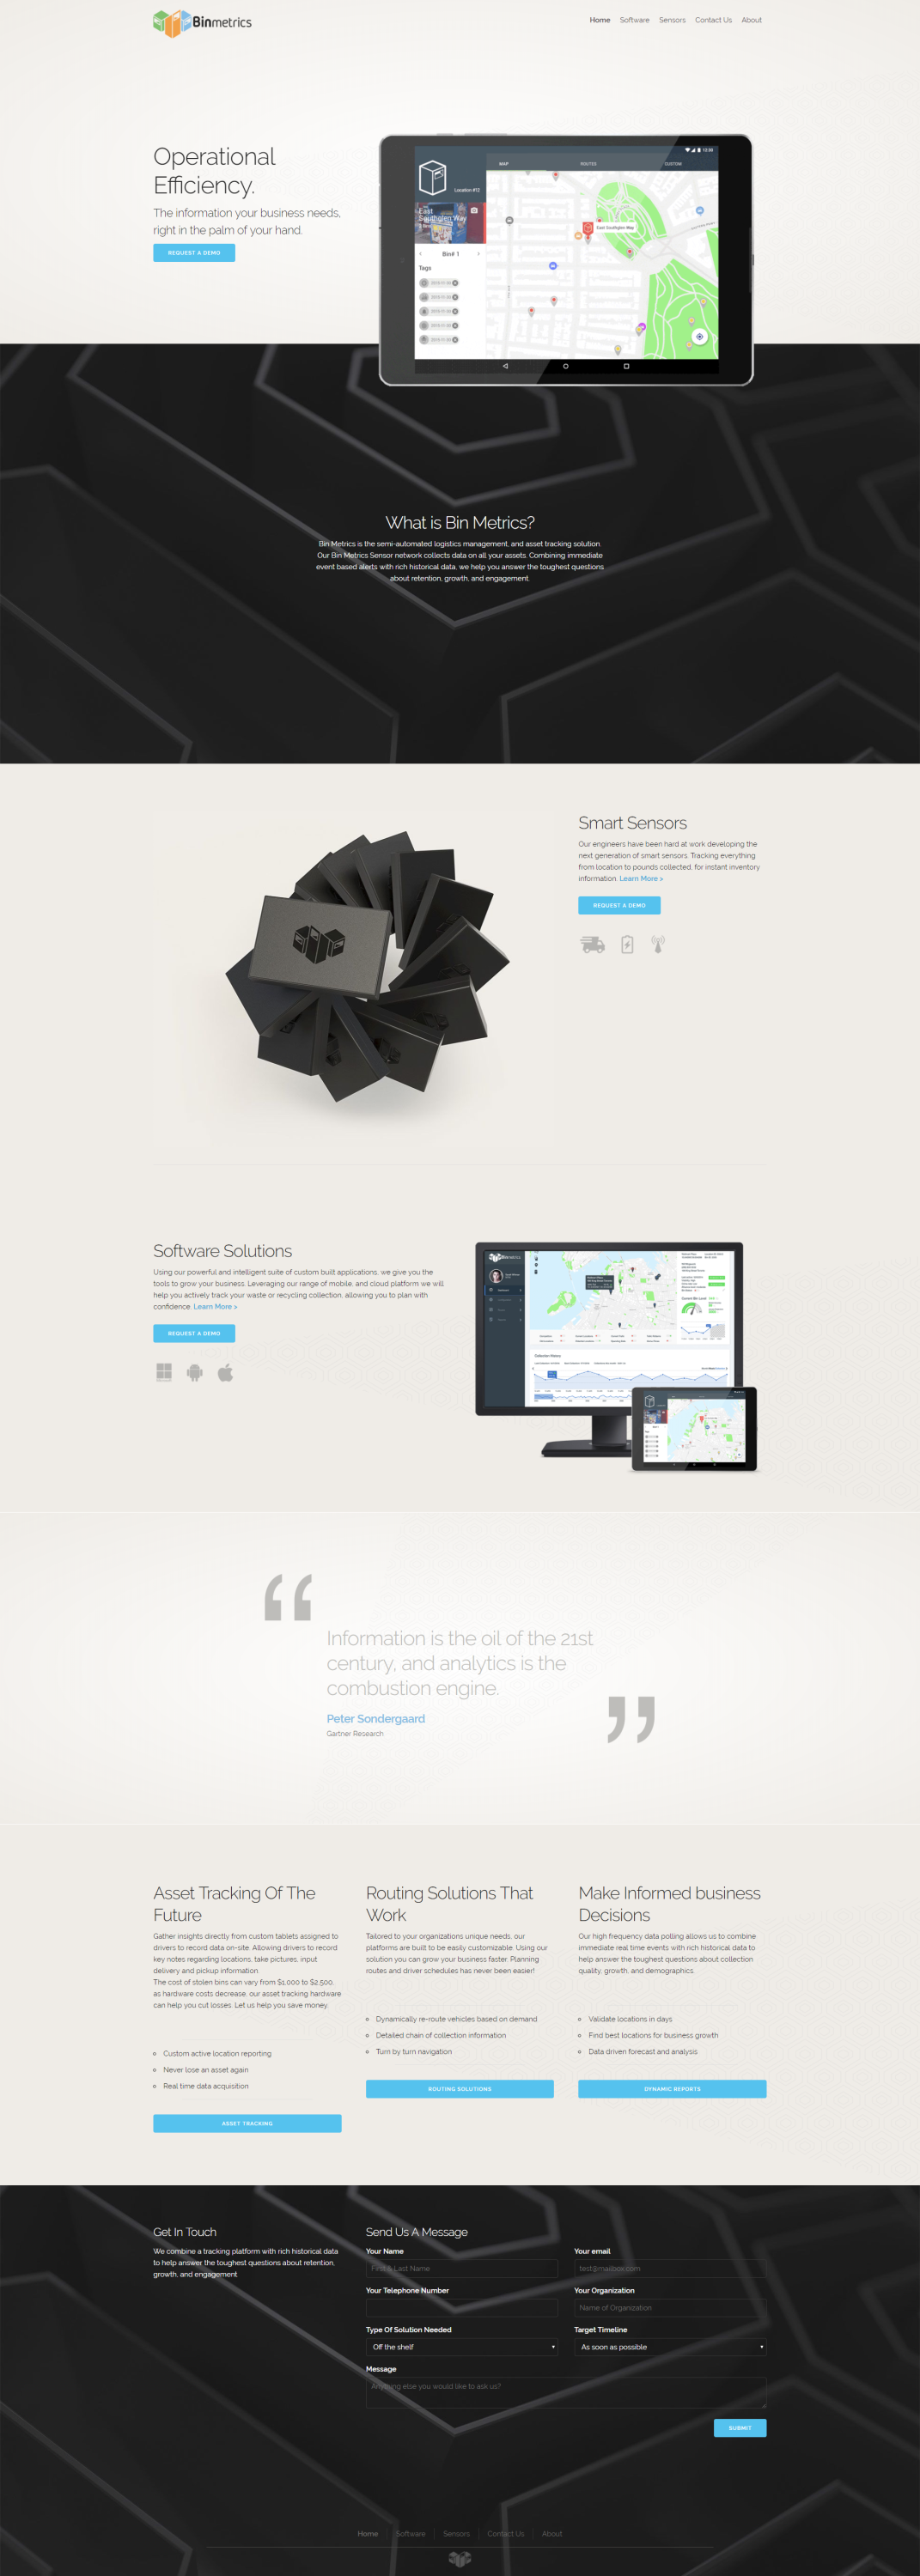 Binmetrics
Home Software Sensors Contact Us About
Operational
Efficiency.
The information your business needs,
right in the palm of your hand.
REQUEST A DEMO
MAP ROUTES CUSTOM
Location #12
East
Southglen Way
East Southglen Way
Bin# 1
Tags
What is Bin Metrics?
Bin Metrics is the semi-automated logistics management, and asset tracking solution.
Our Bin Metrics Sensor network collects data on all your assets. Combining immediate
event based alerts with rich historical data, we help you answer the toughest questions
about retention, growth, and engagement.
Smart Sensors
Our engineers have been hard at work developing the
next generation of smart sensors. Tracking everything
from location to pounds collected, for instant inventory
information. Learn More >
REQUEST A DEMO
Software Solutions
Using our powerful and intelligent suite of custom built applications, we give you the
tools to grow your business. Leveraging our range of mobile, and cloud platform we will
help you actively track your waste or recycling collection, allowing you to plan with
confidence. Learn More >
REQUEST A DEMO
Information is the oil of the 21st
century, and analytics is the
combustion engine.
Peter Sondergaard
Gartner Research
Asset Tracking Of The
Future
Gather insights directly from custom tablets assigned to
drivers to record data on-site. Allowing drivers to record
key notes regarding locations, take pictures, input
delivery and pickup information.
The cost of stolen bins can vary from $1,000 to $2,500,
as hardware costs decrease, our asset tracking hardware
can help you cut losses. Let us help you save money.
Custom active location reporting
Never lose an asset again
Real time data acquisition
ASSET TRACKING
Routing Solutions That
Work
Tailored to your organizations unique needs, our
platforms are built to be easily customizable. Using our
solution you can grow your business faster. Planning
routes and driver schedules has never been easier!
Dynamically re-route vehicles based on demand
Detailed chain of collection information
Turn by turn navigation
ROUTING SOLUTIONS
Make Informed business
Decisions
Our high frequency data polling allows us to combine
immediate real time events with rich historical data to
help answer the toughest questions about collection
quality, growth, and demographics.
Validate locations in days
Find best locations for business growth
Data driven forecast and analysis
DYNAMIC REPORTS
Get In Touch
We combine a tracking platform with rich historical data
to help answer the toughest questions about retention,
growth, and engagement.
Send Us A Message
Your Name Your email
First & Last Name test@mailbox.com
Your Telephone Number Your Organization
Name of Organization
Type Of Solution Needed Target Timeline
Off the shelf As soon as possible
Message
Anything else you would like to ask us?
SUBMIT
Home Software Sensors Contact Us About